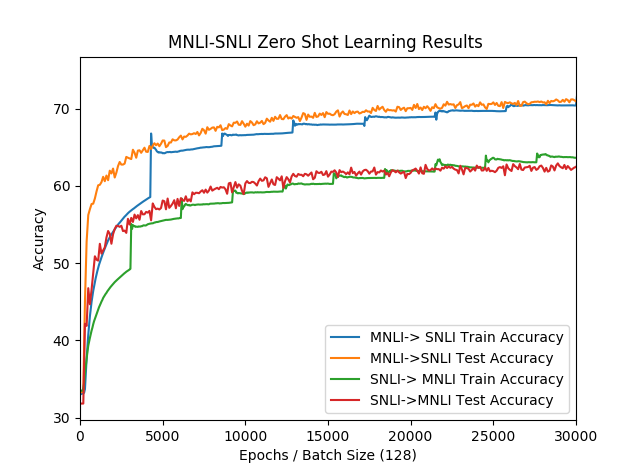 MNLI-SNLI Zero Shot Learning Results
70
60
50
40
30
Accuracy
MNLI-> SNLI Train Accuracy
MNLI->SNLI Test Accuracy
SNLI-> MNLI Train Accuracy
SNLI->MNLI Test Accuracy
0 5000 10000 15000 20000 25000 30000
Epochs / Batch Size (128)